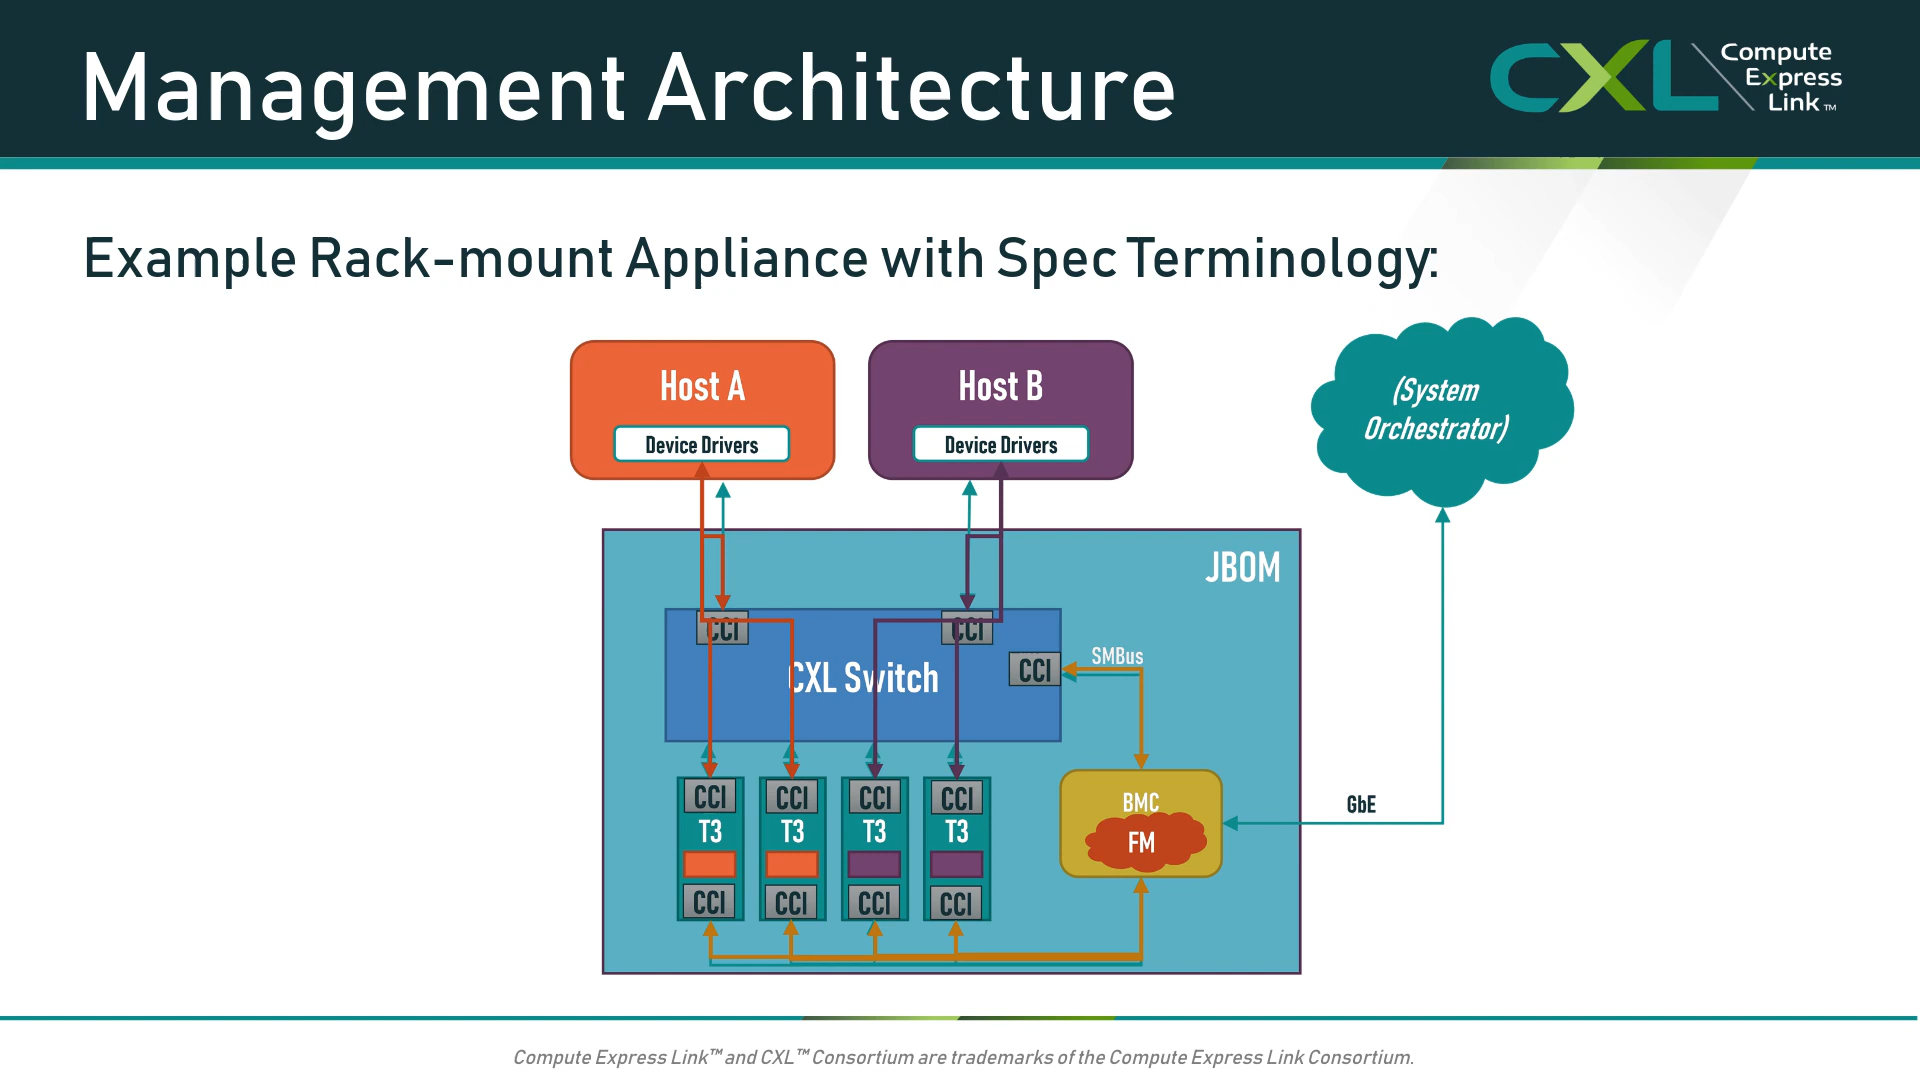 Management Architecture
CXL
Compute
Express
Link™
Example Rack-mount Appliance with Spec Terminology:
Host A
Device Drivers
Host B
Device Drivers
(System
Orchestrator)
JBOM
CCI
CCI
CCI
SMBus
CXL Switch
CCI
CCI
CCI
CCI
T3
T3
T3
T3
CCI
CCI
CCI
CCI
BMC
FM
GbE
Compute Express Link™ and CXL™ Consortium are trademarks of the Compute Express Link Consortium.